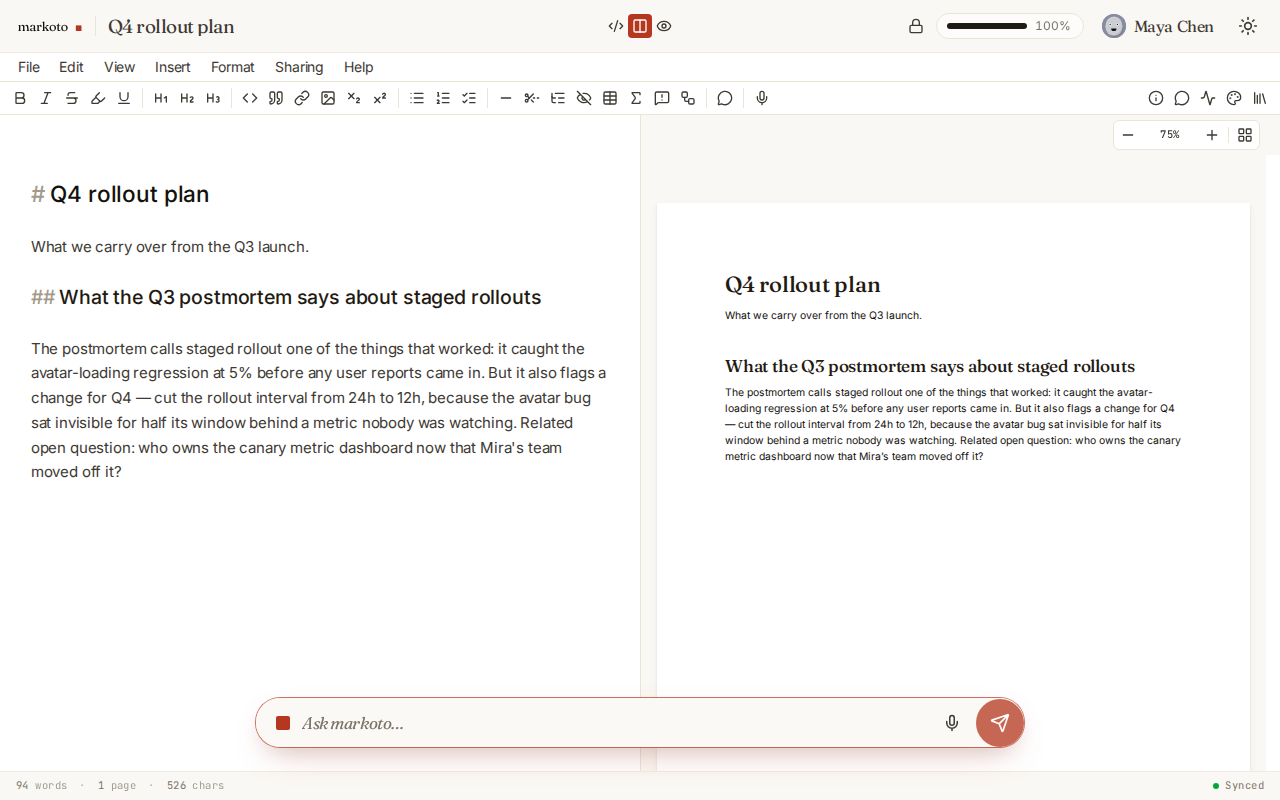 markoto
Q4 rollout plan
100%
Maya Chen
File Edit View Insert Format Sharing Help
H1 H2 H3
75%
# Q4 rollout plan
What we carry over from the Q3 launch.
## What the Q3 postmortem says about staged rollouts
The postmortem calls staged rollout one of the things that worked: it caught the
avatar-loading regression at 5% before any user reports came in. But it also flags a
change for Q4 — cut the rollout interval from 24h to 12h, because the avatar bug
sat invisible for half its window behind a metric nobody was watching. Related
open question: who owns the canary metric dashboard now that Mira's team
moved off it?
Q4 rollout plan
What we carry over from the Q3 launch.
What the Q3 postmortem says about staged rollouts
The postmortem calls staged rollout one of the things that worked: it caught the avatar-
loading regression at 5% before any user reports came in. But it also flags a change for Q4
— cut the rollout interval from 24h to 12h, because the avatar bug sat invisible for half its
window behind a metric nobody was watching. Related open question: who owns the canary
metric dashboard now that Mira’s team moved off it?
Ask markoto...
94 words · 1 page · 526 chars
Synced